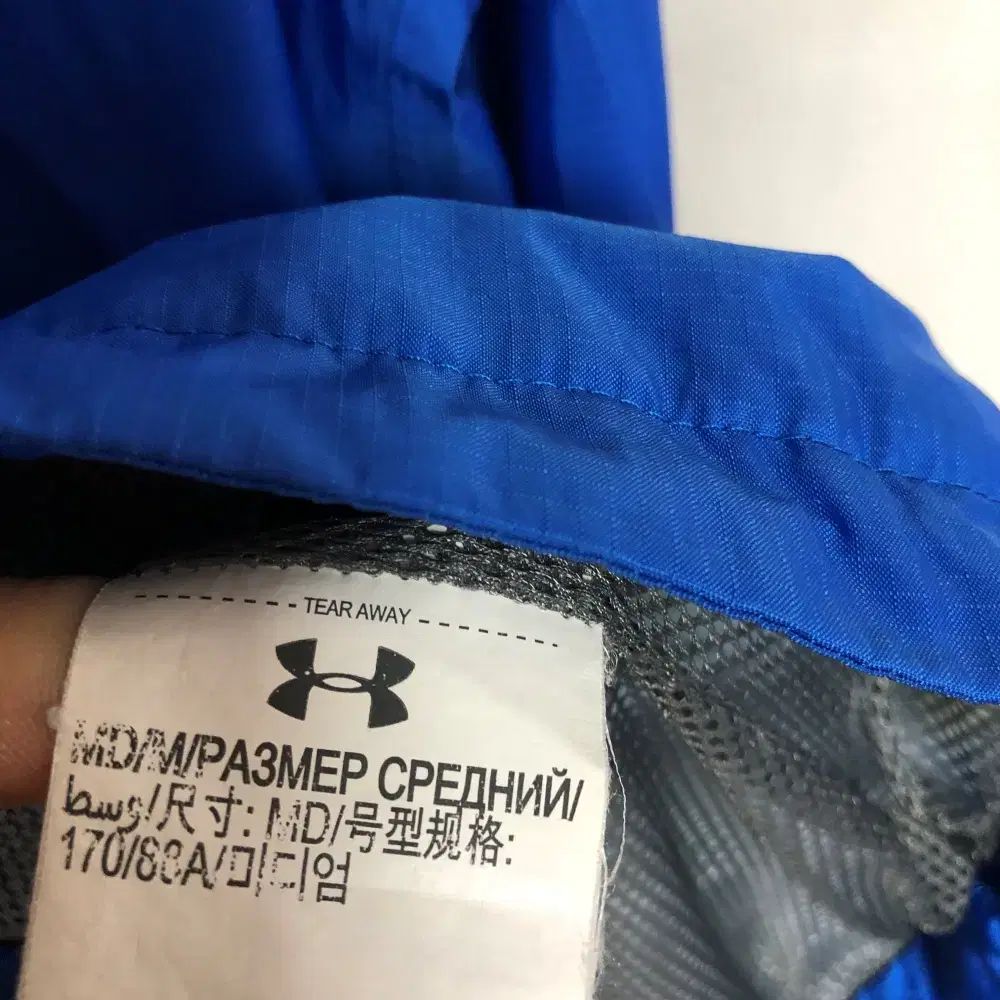 TEAR AWAY
MD/M/РАЗМЕР СРЕДНИЙ/
وسط/尺寸: MD/号型规格:
170/88A/미디엄